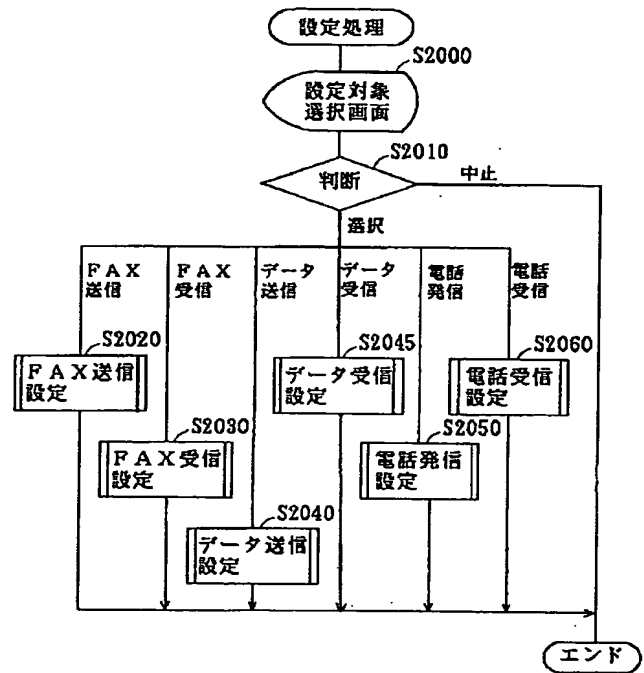 設定処理
S2000
設定対象
選択画面
S2010
判断
中止
選択
ＦＡＸ
送信
ＦＡＸ
受信
データ
送信
データ
受信
電話
発信
電話
受信
S2020
ＦＡＸ送信
設定
S2045
データ受信
設定
S2060
電話受信
設定
S2030
ＦＡＸ受信
設定
S2050
電話発信
設定
S2040
データ送信
設定
エンド